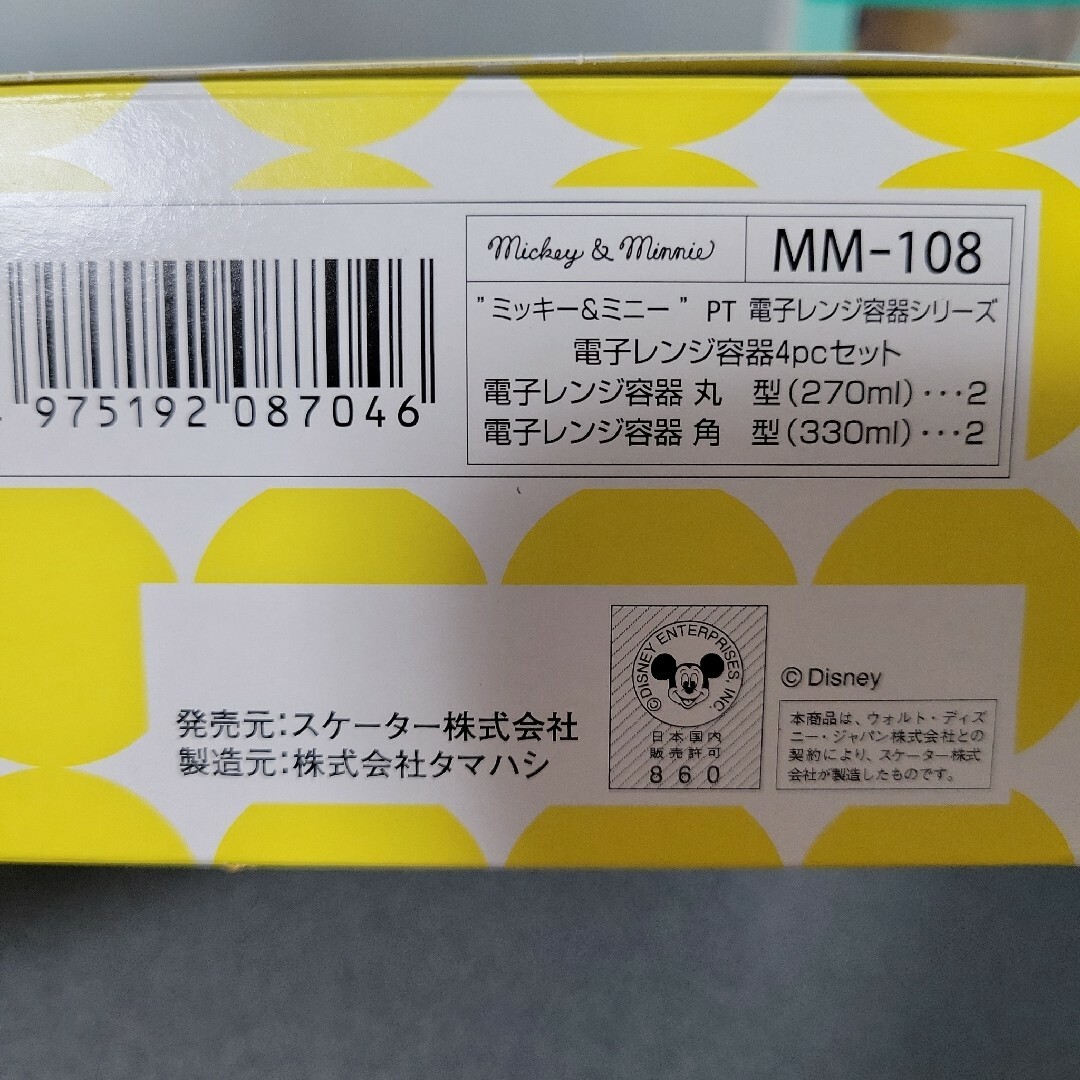 Mickey & Minnie
MM-108
"ミッキー&ミニー" PT 電子レンジ容器シリーズ
電子レンジ容器4pcセット
電子レンジ容器 丸 型(270ml)・・・2
電子レンジ容器 角 型(330ml)・・・2
975192 087046
発売元:スケーター株式会社
製造元:株式会社タマハシ
©DISNEY ENTERPRISES, INC.
日本国内
販売許可
860
©Disney
本商品は、ウォルト・ディズ
ニー・ジャパン株式会社との
契約により、スケーター株式
会社が製造したものです。